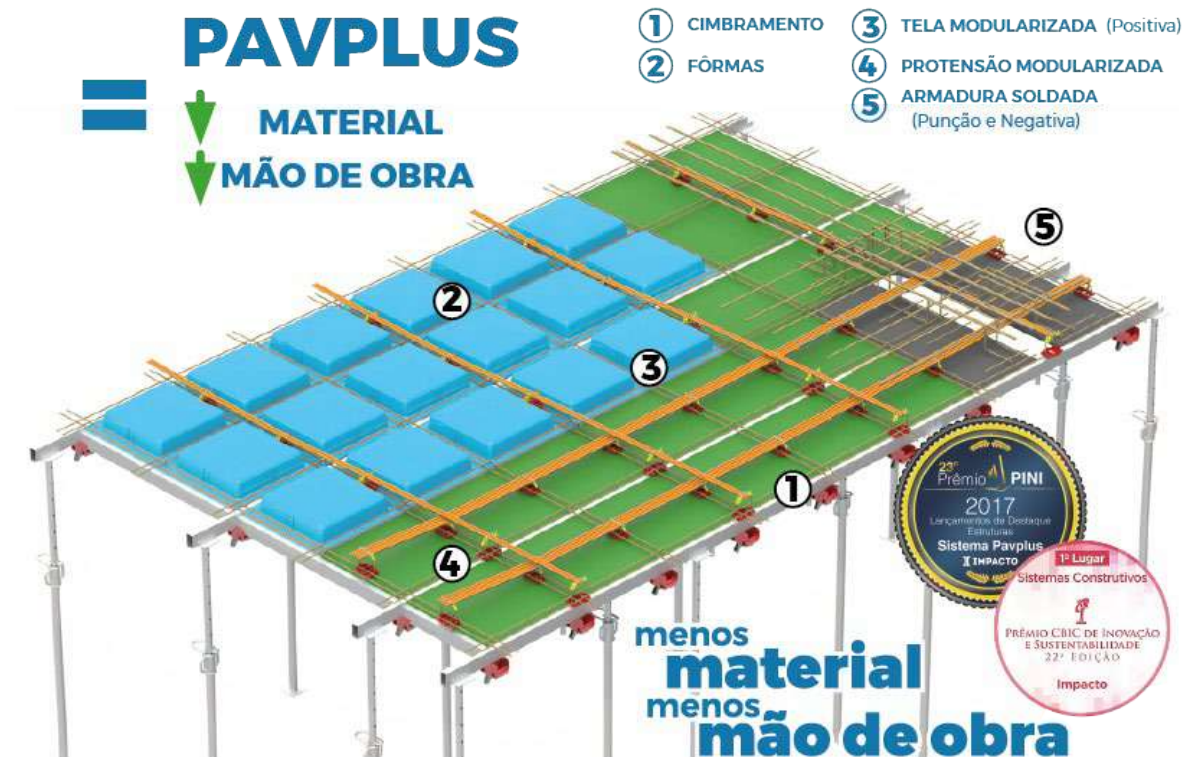 PAVPLUS
=
MATERIAL
MÃO DE OBRA
1 CIMBRAMENTO
2 FÔRMAS
3 TELA MODULARIZADA (Positiva)
4 PROTENSÃO MODULARIZADA
5 ARMADURA SOLDADA
(Punção e Negativa)
5
2
3
1
4
23º
Prêmio PINI
2017
Lançamentos de Destaque
Estruturas
Sistema Pavplus
IMPACTO
1º Lugar
Sistemas Construtivos
PRÊMIO CBIC DE INOVAÇÃO
E SUSTENTABILIDADE
22ª EDIÇÃO
Impacto
menos
material
menos
mão de obra